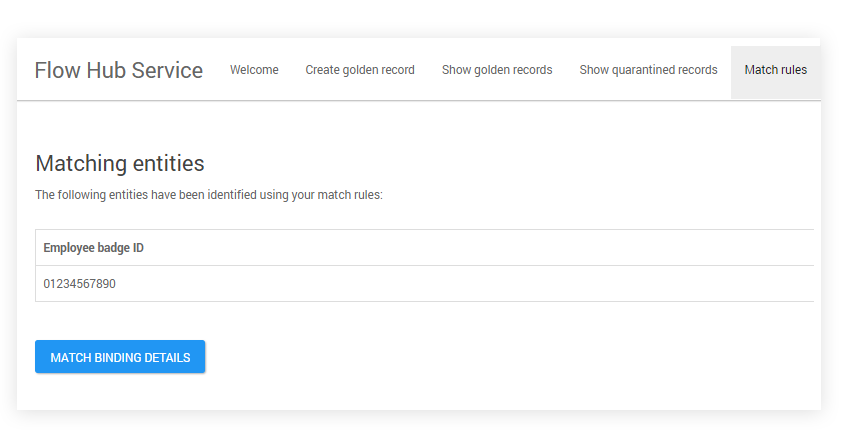 Flow Hub Service Welcome Create golden record Show golden records Show quarantined records Match rules
Matching entities
The following entities have been identified using your match rules:
Employee badge ID
01234567890
MATCH BINDING DETAILS